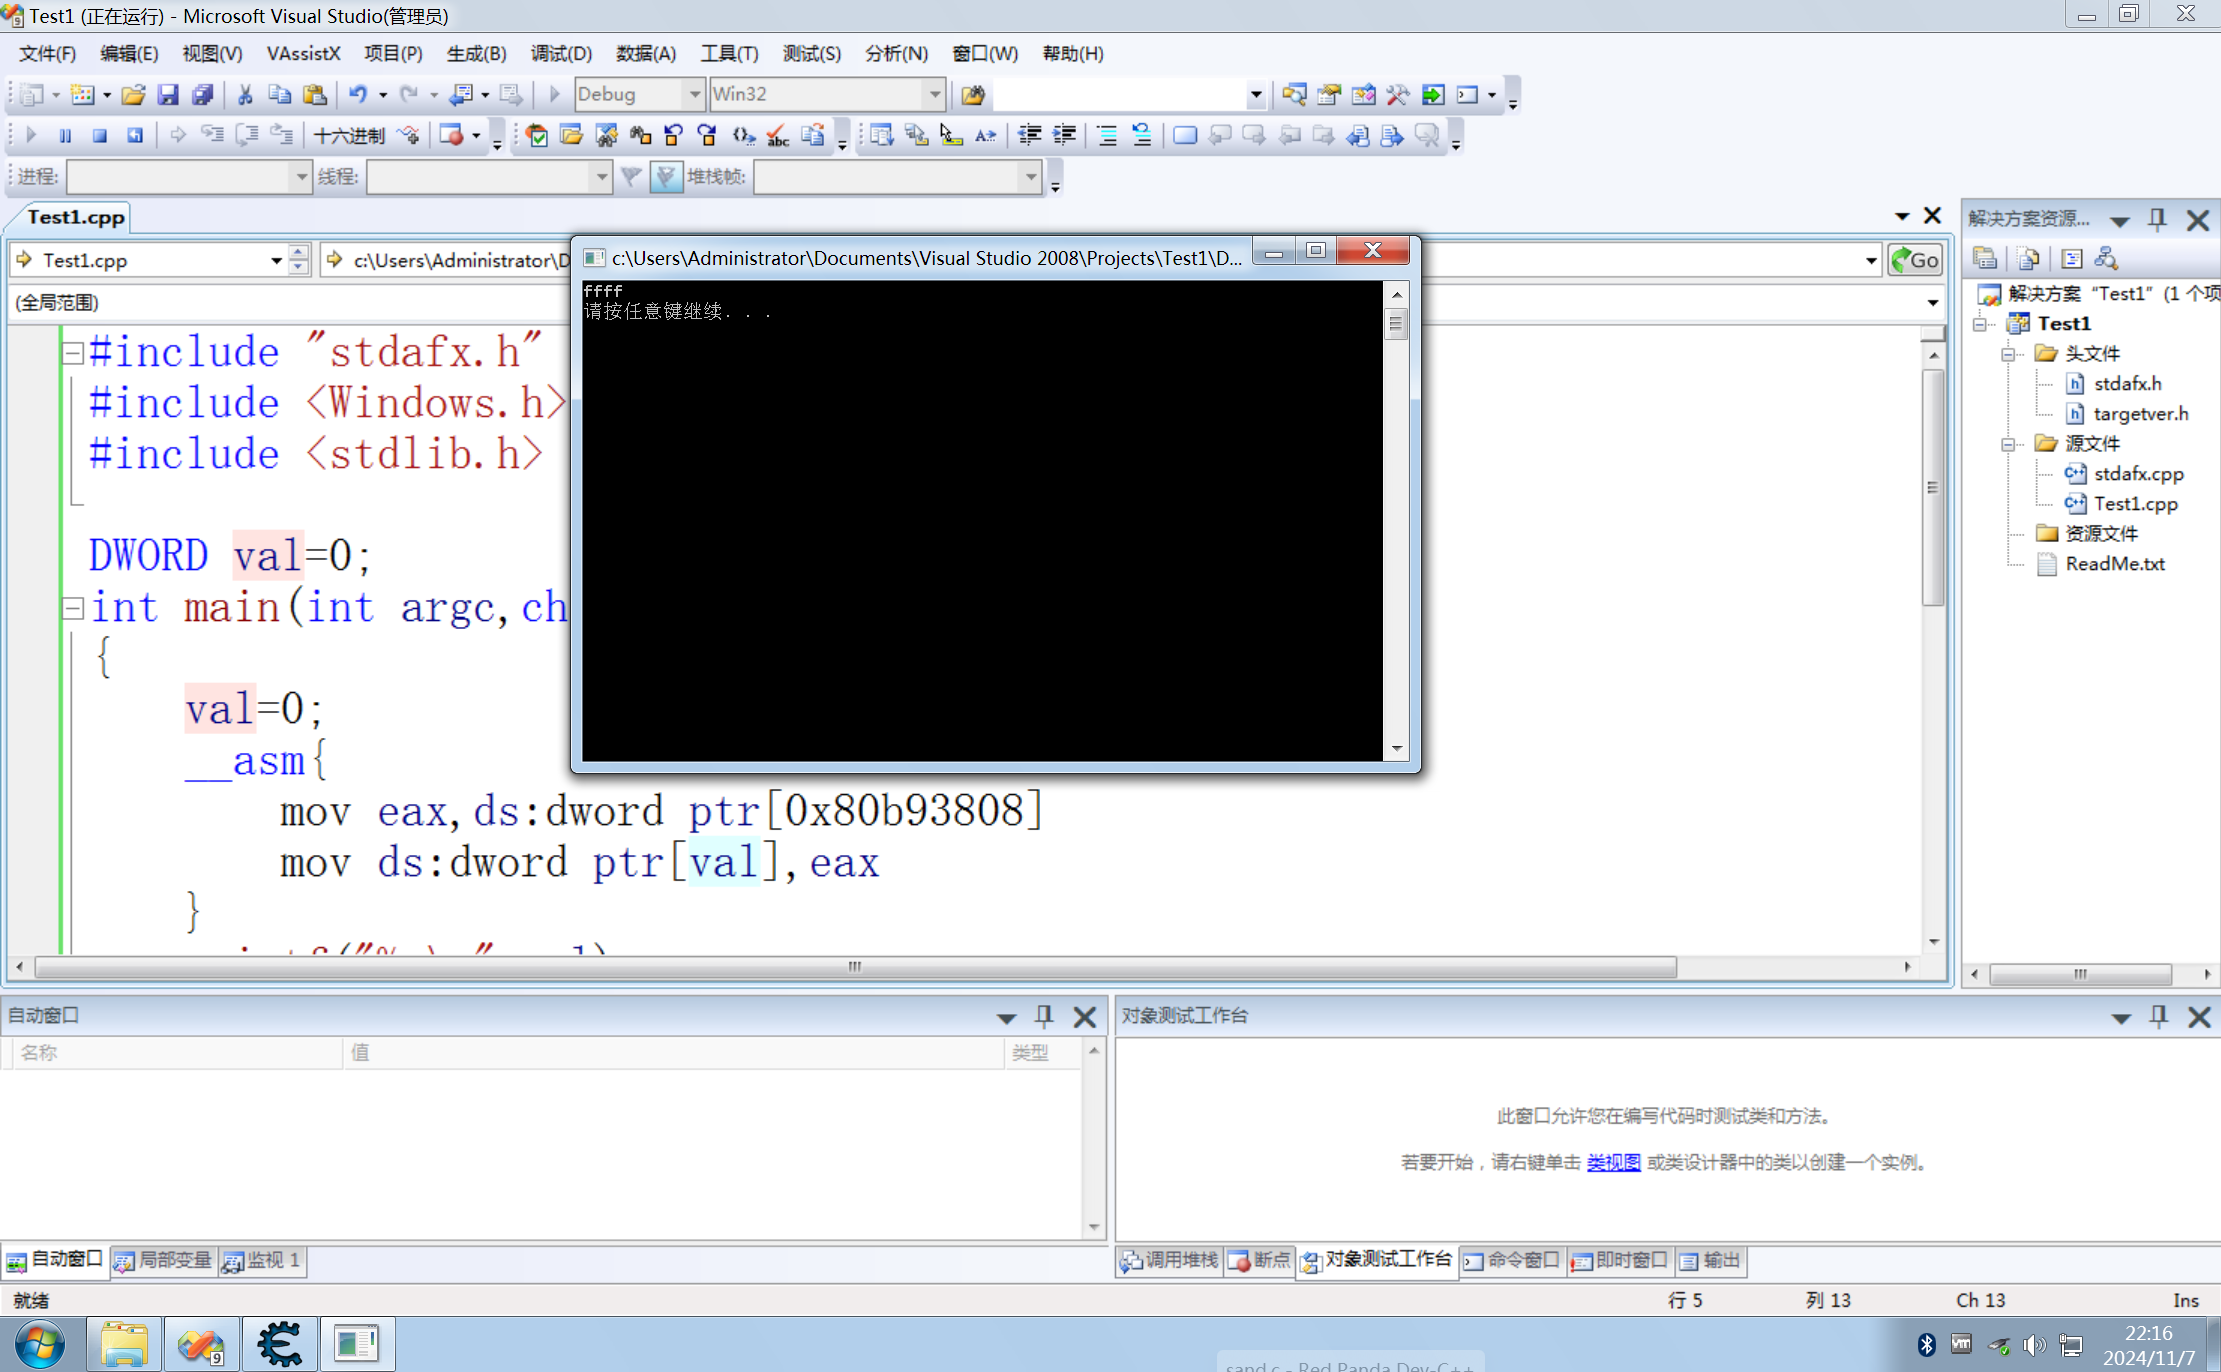 Test1 (正在运行) - Microsoft Visual Studio(管理员)
文件(F) 编辑(E) 视图(V) VAssistX 项目(P) 生成(B) 调试(D) 数据(A) 工具(T) 测试(S) 分析(N) 窗口(W) 帮助(H)
Debug Win32
十六进制
进程: 线程: 堆栈帧:
Test1.cpp
Test1.cpp c:\Users\Administrator\D Go
(全局范围)
#include "stdafx.h"
#include <Windows.h>
#include <stdlib.h>
DWORD val=0;
int main(int argc,ch
{
val=0;
__asm{
mov eax,ds:dword ptr[0x80b93808]
mov ds:dword ptr[val],eax
}
c:\Users\Administrator\Documents\Visual Studio 2008\Projects\Test1\D...
ffff
请按任意键继续. . .
解决方案资源...
解决方案 "Test1" (1 个项
Test1
头文件
stdafx.h
targetver.h
源文件
stdafx.cpp
Test1.cpp
资源文件
ReadMe.txt
自动窗口
名称 值 类型
自动窗口 局部变量 监视 1
对象测试工作台
此窗口允许您在编写代码时测试类和方法。
若要开始，请右键单击 类视图 或类设计器中的类以创建一个实例。
调用堆栈 断点 对象测试工作台 命令窗口 即时窗口 输出
就绪 行 5 列 13 Ch 13 Ins
sand.c - Red Panda Dev-C++
22:16
2024/11/7